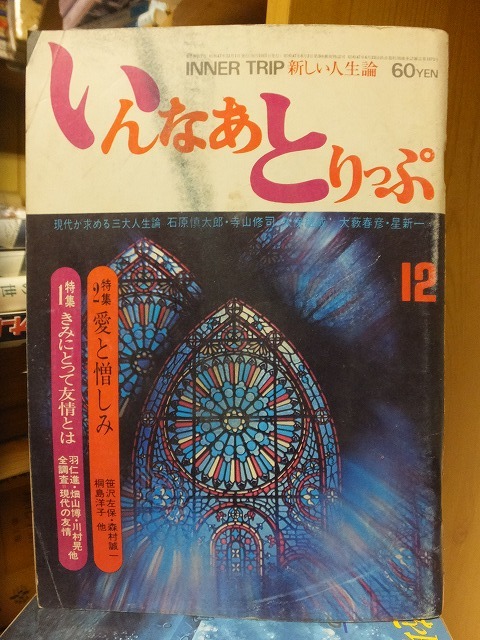 INNER TRIP 新しい人生論 60YEN
いんなあとりっぷ
現代が求める三大人生論 石原慎太郎・寺山修司 大藪春彦・星新一
12
特集2 愛と憎しみ
笹沢左保・森村誠一
桐島洋子 他
特集1 きみにとって友情とは
羽仁進・畑山博・川村晃他
全調査=現代の友情